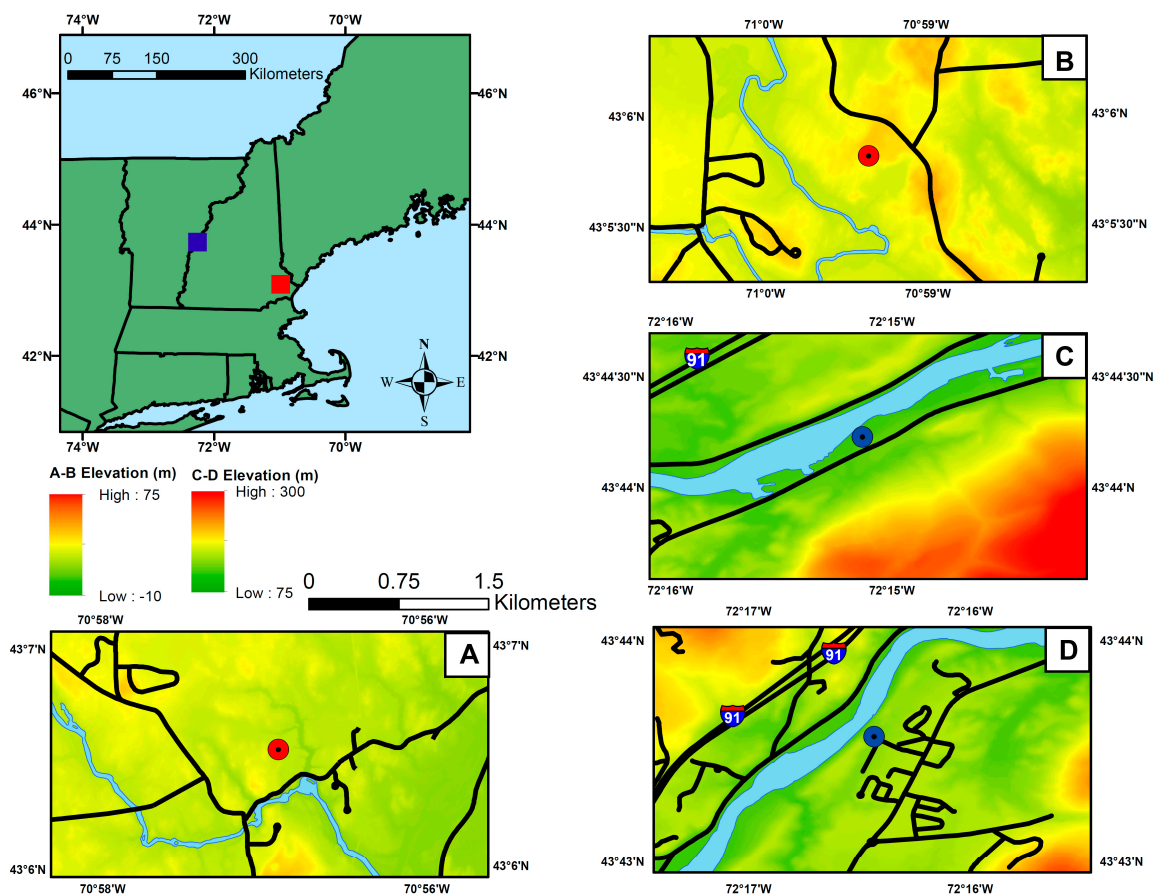 74°W 72°W 70°W
0 75 150 300
Kilometers
46°N 46°N
44°N 44°N
42°N 42°N
N
W E
S
74°W 72°W 70°W
A-B Elevation (m)
High : 75
Low : -10
C-D Elevation (m)
High : 300
Low : 75
0 0.75 1.5
Kilometers
70°58'W 70°56'W
43°7'N 43°7'N
A
43°6'N 43°6'N
70°58'W 70°56'W
71°0'W 70°59'W
B
43°6'N 43°6'N
43°5'30"N 43°5'30"N
71°0'W 70°59'W
72°16'W 72°15'W
C
91
43°44'30"N 43°44'30"N
43°44'N 43°44'N
72°16'W 72°15'W
72°17'W 72°16'W
43°44'N 43°44'N
D
91
91
43°43'N 43°43'N
72°17'W 72°16'W